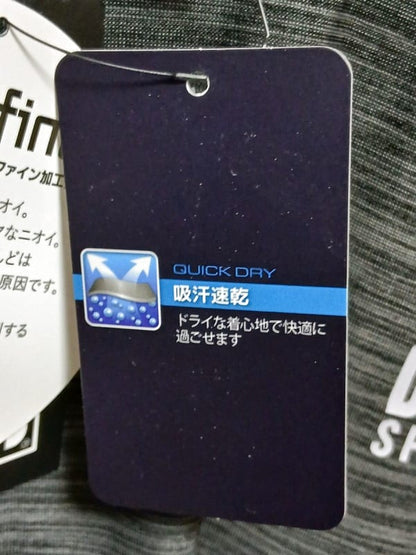 fin
ファイン加工
オイ。
なニオイ。
どは
原因です。
する
QUICK DRY
吸汗速乾
ドライな着心地で快適に
過ごせます
SP